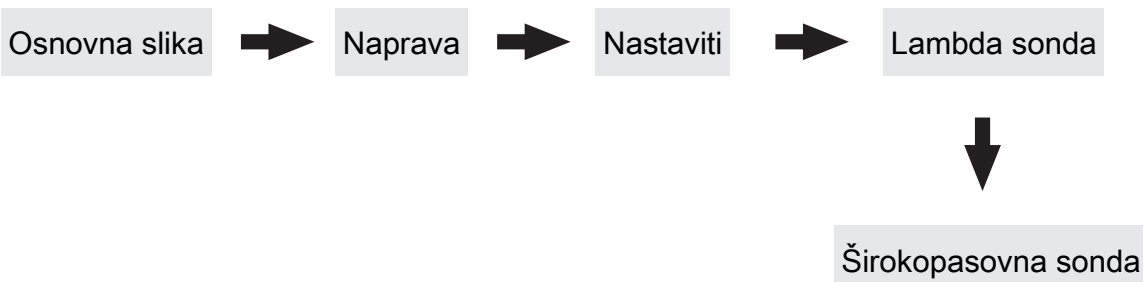 Osnovna slika
Naprava
Nastaviti
Lambda sonda
Širokopasovna sonda